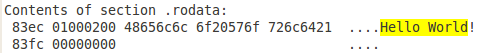 Contents of section .rodata:
 83ec 01000200 48656c6c 6f20576f 726c6421  ....Hello World!
 83fc 00000000                             ....